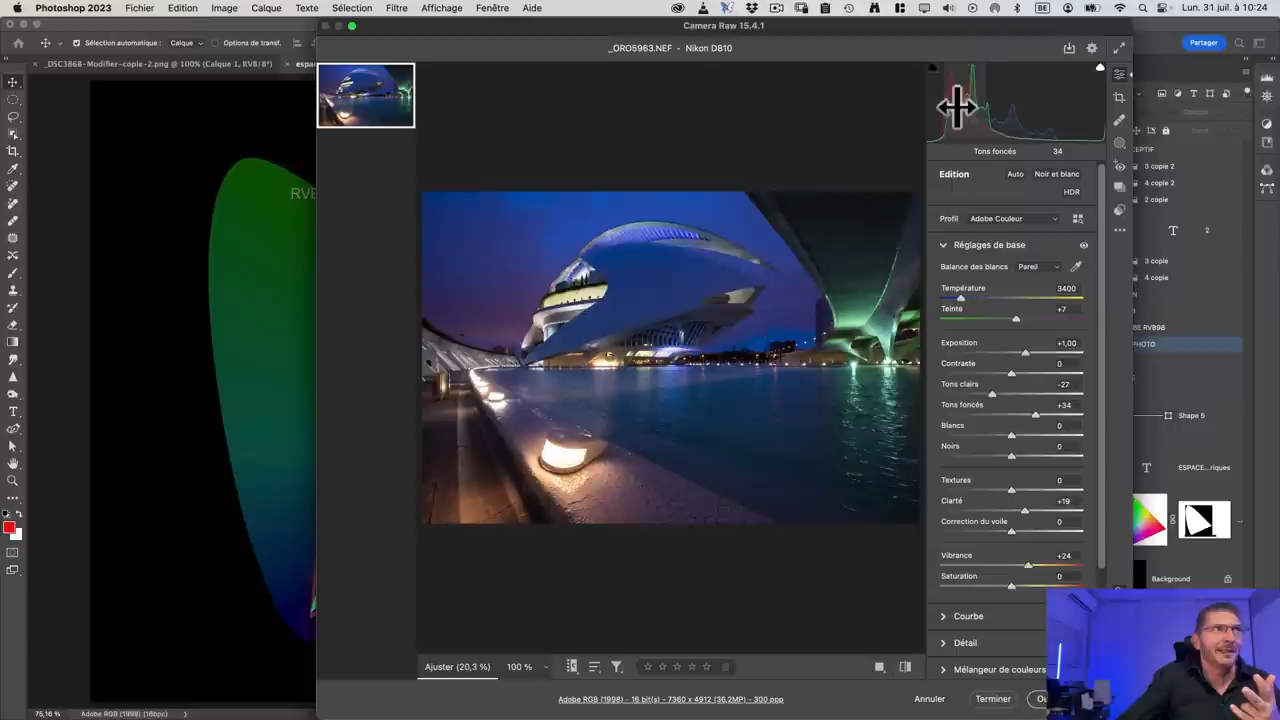 Photoshop 2023 Fichier Edition Image Calque Texte Sélection Filtre Affichage Fenêtre Aide Lun. 31 juil. à 10:24
Camera Raw 15.4.1
Sélection automatique : Calque Options de transf.
_ORO5963.NEF - Nikon D810
Partager
_DSC3868-Modifier-copie-2.png @ 100% (Calque 1, RVB/8*)
espa
Tons foncés 34
Edition Auto Noir et blanc
HDR
RVB
Profil Adobe Couleur
Réglages de base
Balance des blancs Pareil
Température 3400
Teinte +7
Exposition +1,00
Contraste 0
Tons clairs -27
Tons foncés +34
Blancs 0
Noirs 0
Textures 0
Clarté +19
Correction du voile 0
Vibrance +24
Saturation 0
Courbe
Détail
Mélangeur de couleurs
CEPTIF
3 copie 2
4 copie 2
2 copie
T 2
3 copie
4 copie
N
BE RVB98
PHOTO
Shape 5
T ESPACE...riques
Background
Ajuster (20,3 %) 100 %
Adobe RGB (1998) - 16 bit(s) - 7360 x 4912 (36,2MP) - 300 ppp
Annuler Terminer Ou
75,16 % Adobe RGB (1998) (16bpc)